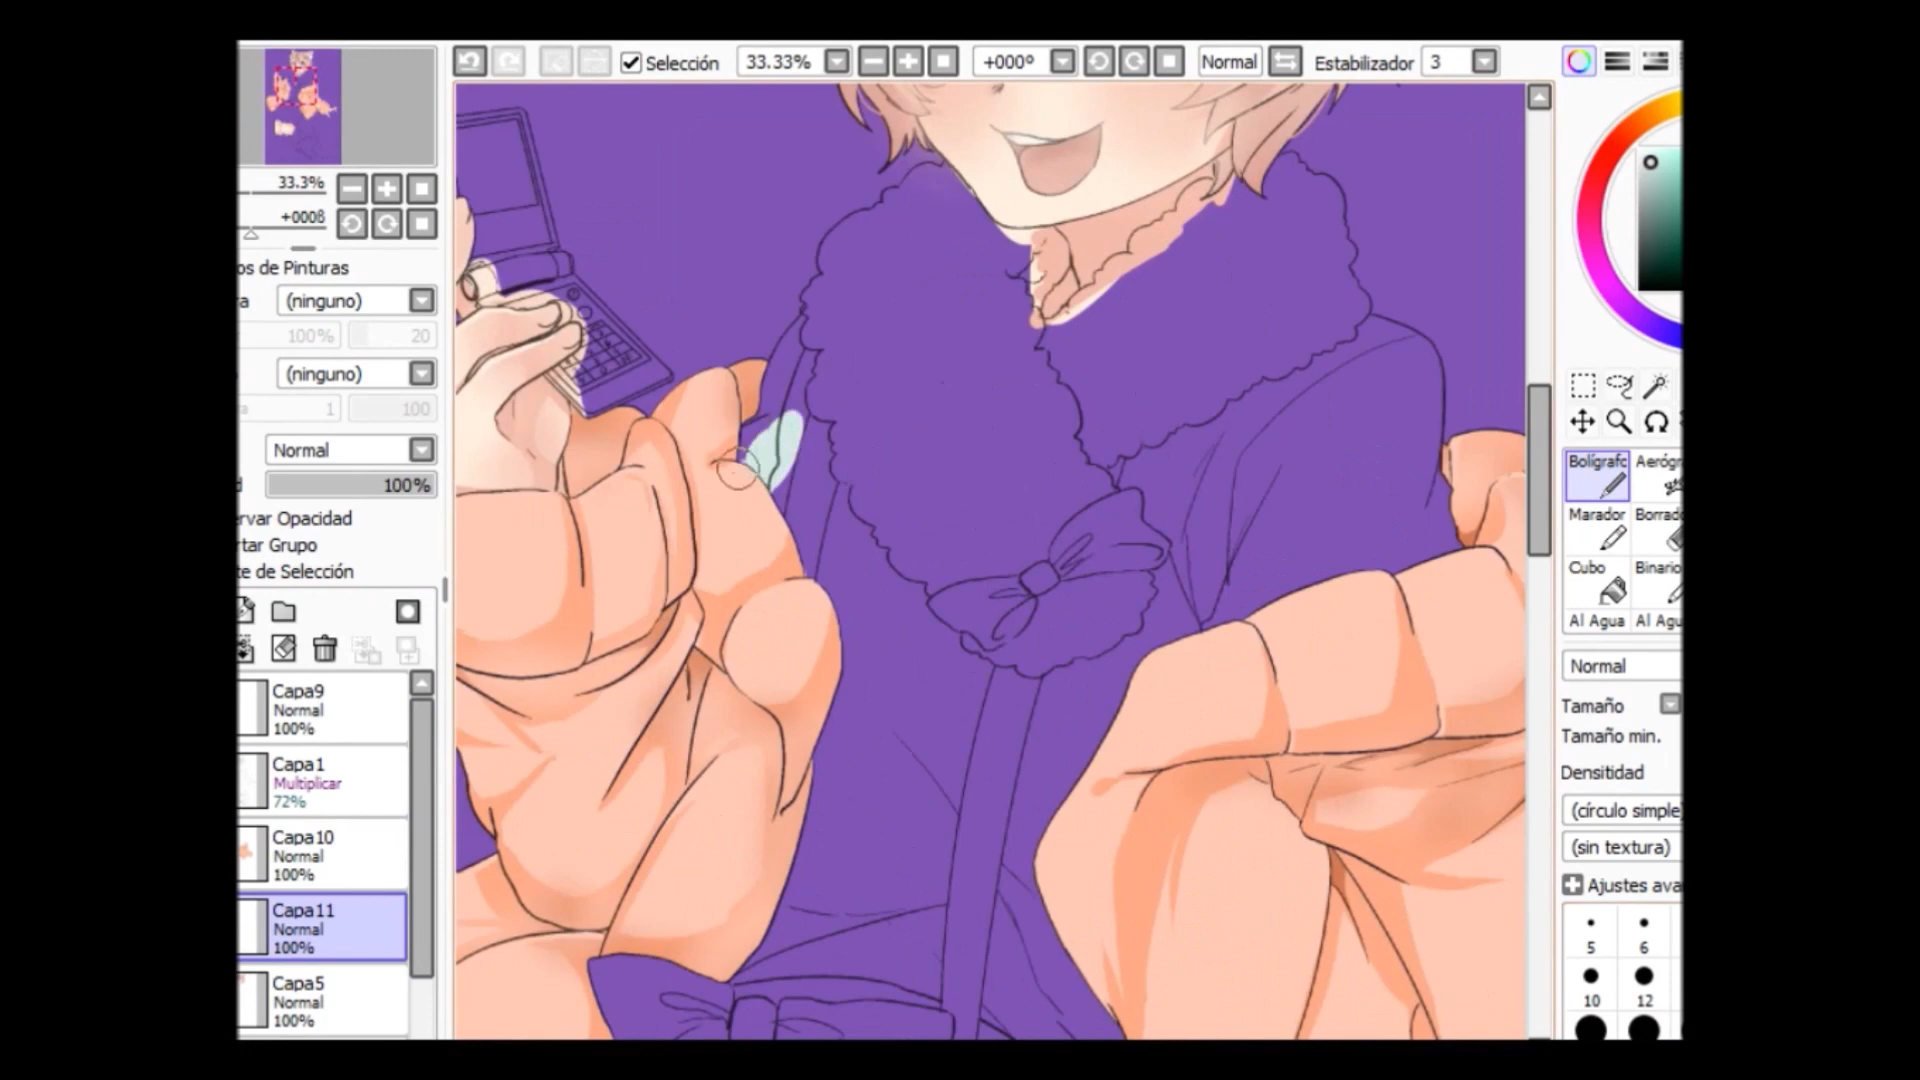 Selección 33.33% +000º Normal Estabilizador 3
33.3%
+000ß
os de Pinturas
a (ninguno)
100% 20
(ninguno)
a 1 100
Normal
d 100%
ervar Opacidad
rtar Grupo
te de Selección
Capa9
Normal
100%
Capa1
Multiplicar
72%
Capa10
Normal
100%
Capa11
Normal
100%
Capa5
Normal
100%
Bolígrafc Aerógr
Marador Borrado
Cubo Binario
Al Agua Al Agu
Normal
Tamaño
Tamaño min.
Densitidad
(círculo simple)
(sin textura)
Ajustes ava
5 6
10 12